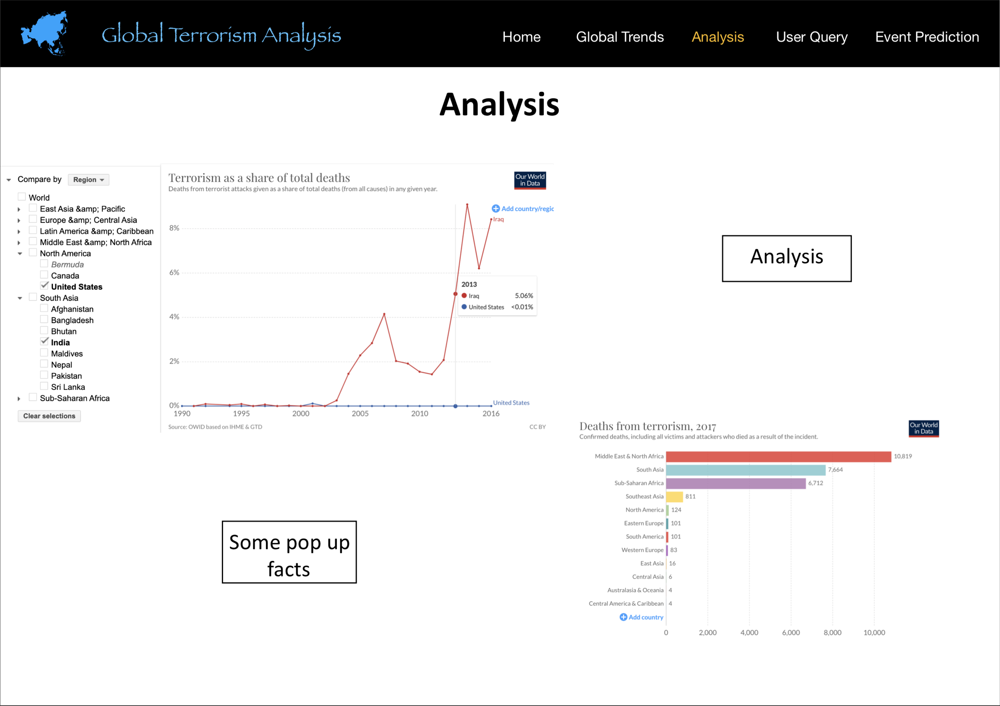 Global Terrorism Analysis
Home Global Trends Analysis User Query Event Prediction
Analysis
Compare by Region
World
East Asia &amp; Pacific
Europe &amp; Central Asia
Latin America &amp; Caribbean
Middle East &amp; North Africa
North America
Bermuda
Canada
United States
South Asia
Afghanistan
Bangladesh
Bhutan
India
Maldives
Nepal
Pakistan
Sri Lanka
Sub-Saharan Africa
Clear selections
Terrorism as a share of total deaths
Deaths from terrorist attacks given as a share of total deaths (from all causes) in any given year.
Our World
in Data
Add country/regic
Iraq
8%
6%
2013
Iraq 5.06%
United States <0.01%
4%
2%
United States
0%
1990 1995 2000 2005 2010 2016
Source: OWID based on IHME & GTD CC BY
Analysis
Some pop up
facts
Deaths from terrorism, 2017
Confirmed deaths, including all victims and attackers who died as a result of the incident.
Our World
in Data
Middle East & North Africa 10,819
South Asia 7,664
Sub-Saharan Africa 6,712
Southeast Asia 811
North America 124
Eastern Europe 101
South America 101
Western Europe 83
East Asia 16
Central Asia 6
Australasia & Oceania 4
Central America & Caribbean 4
Add country
0 2,000 4,000 6,000 8,000 10,000